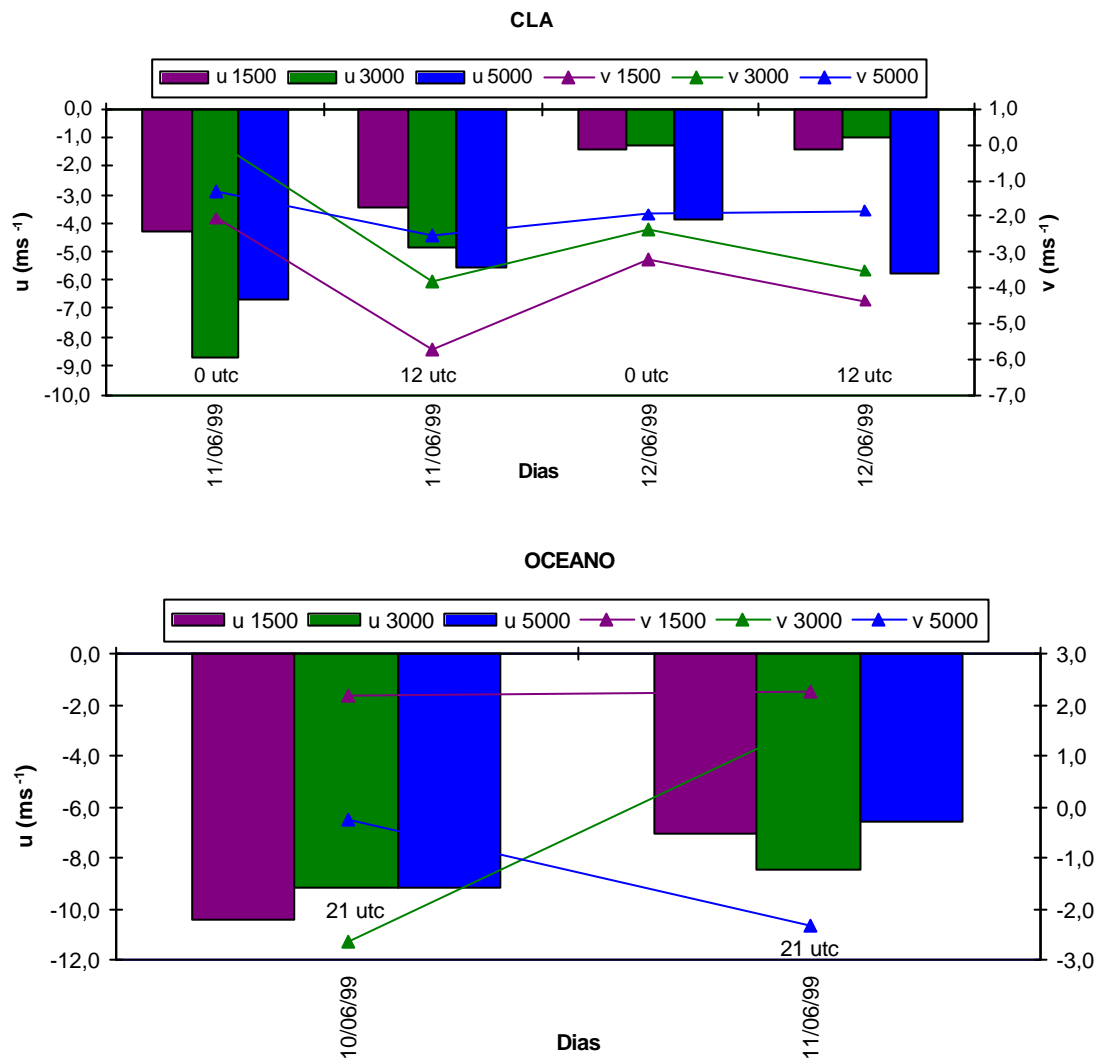 CLA
u 1500 u 3000 u 5000 v 1500 v 3000 v 5000
0,0
-1,0
-2,0
-3,0
-4,0
-5,0
-6,0
-7,0
-8,0
-9,0
-10,0
u (ms -1)
1,0
0,0
-1,0
-2,0
-3,0
-4,0
-5,0
-6,0
-7,0
v (ms -1)
0 utc 12 utc 0 utc 12 utc
11/06/99 11/06/99 12/06/99 12/06/99
Dias
OCEANO
u 1500 u 3000 u 5000 v 1500 v 3000 v 5000
0,0
-2,0
-4,0
-6,0
-8,0
-10,0
-12,0
u (ms -1)
3,0
2,0
1,0
0,0
-1,0
-2,0
-3,0
21 utc
21 utc
10/06/99 11/06/99
Dias